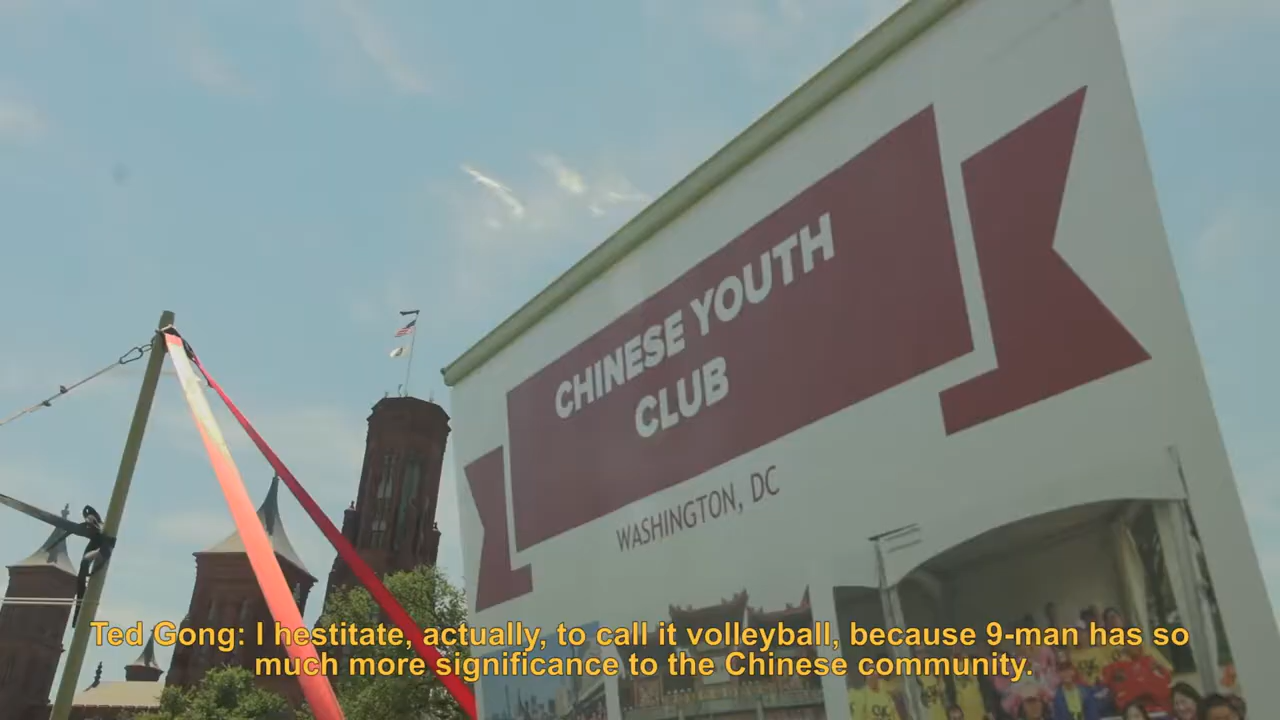 CHINESE YOUTH
CLUB
WASHINGTON, DC
Ted Gong: I hestitate, actually, to call it volleyball, because 9-man has so
much more significance to the Chinese community.